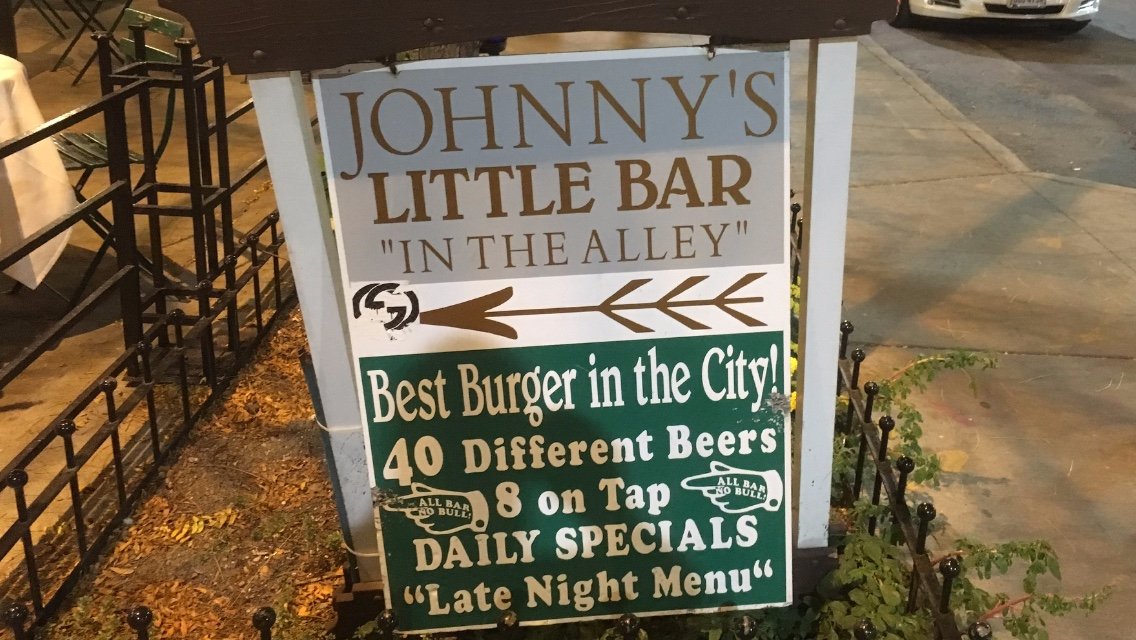 JOHNNY'S
LITTLE BAR
"IN THE ALLEY"
Best Burger in the City!
40 Different Beers
8 on Tap
ALL BAR
NO BULL!
ALL BAR
NO BULL!
DAILY SPECIALS
“Late Night Menu“